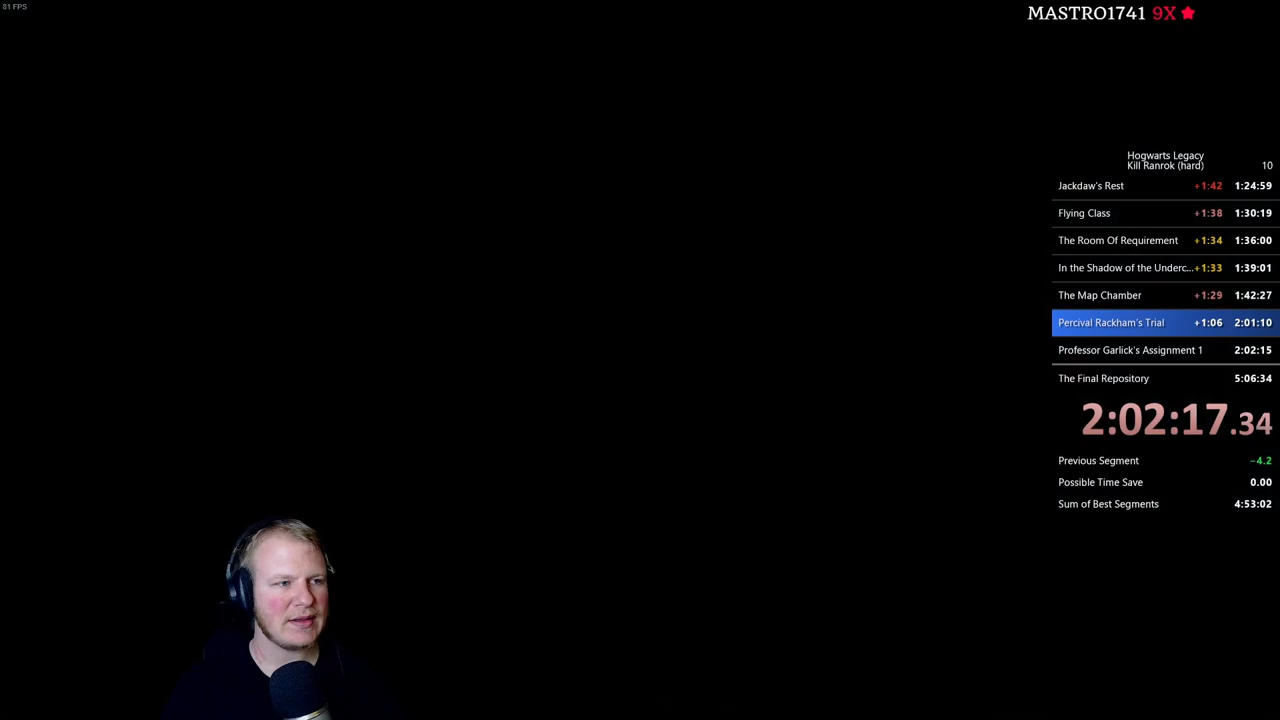 81 FPS
MASTRO1741 9X
Hogwarts Legacy
Kill Ranrok (hard) 10
Jackdaw's Rest +1:42 1:24:59
Flying Class +1:38 1:30:19
The Room Of Requirement +1:34 1:36:00
In the Shadow of the Underc... +1:33 1:39:01
The Map Chamber +1:29 1:42:27
Percival Rackham's Trial +1:06 2:01:10
Professor Garlick's Assignment 1 2:02:15
The Final Repository 5:06:34
2:02:17.34
Previous Segment −4.2
Possible Time Save 0.00
Sum of Best Segments 4:53:02